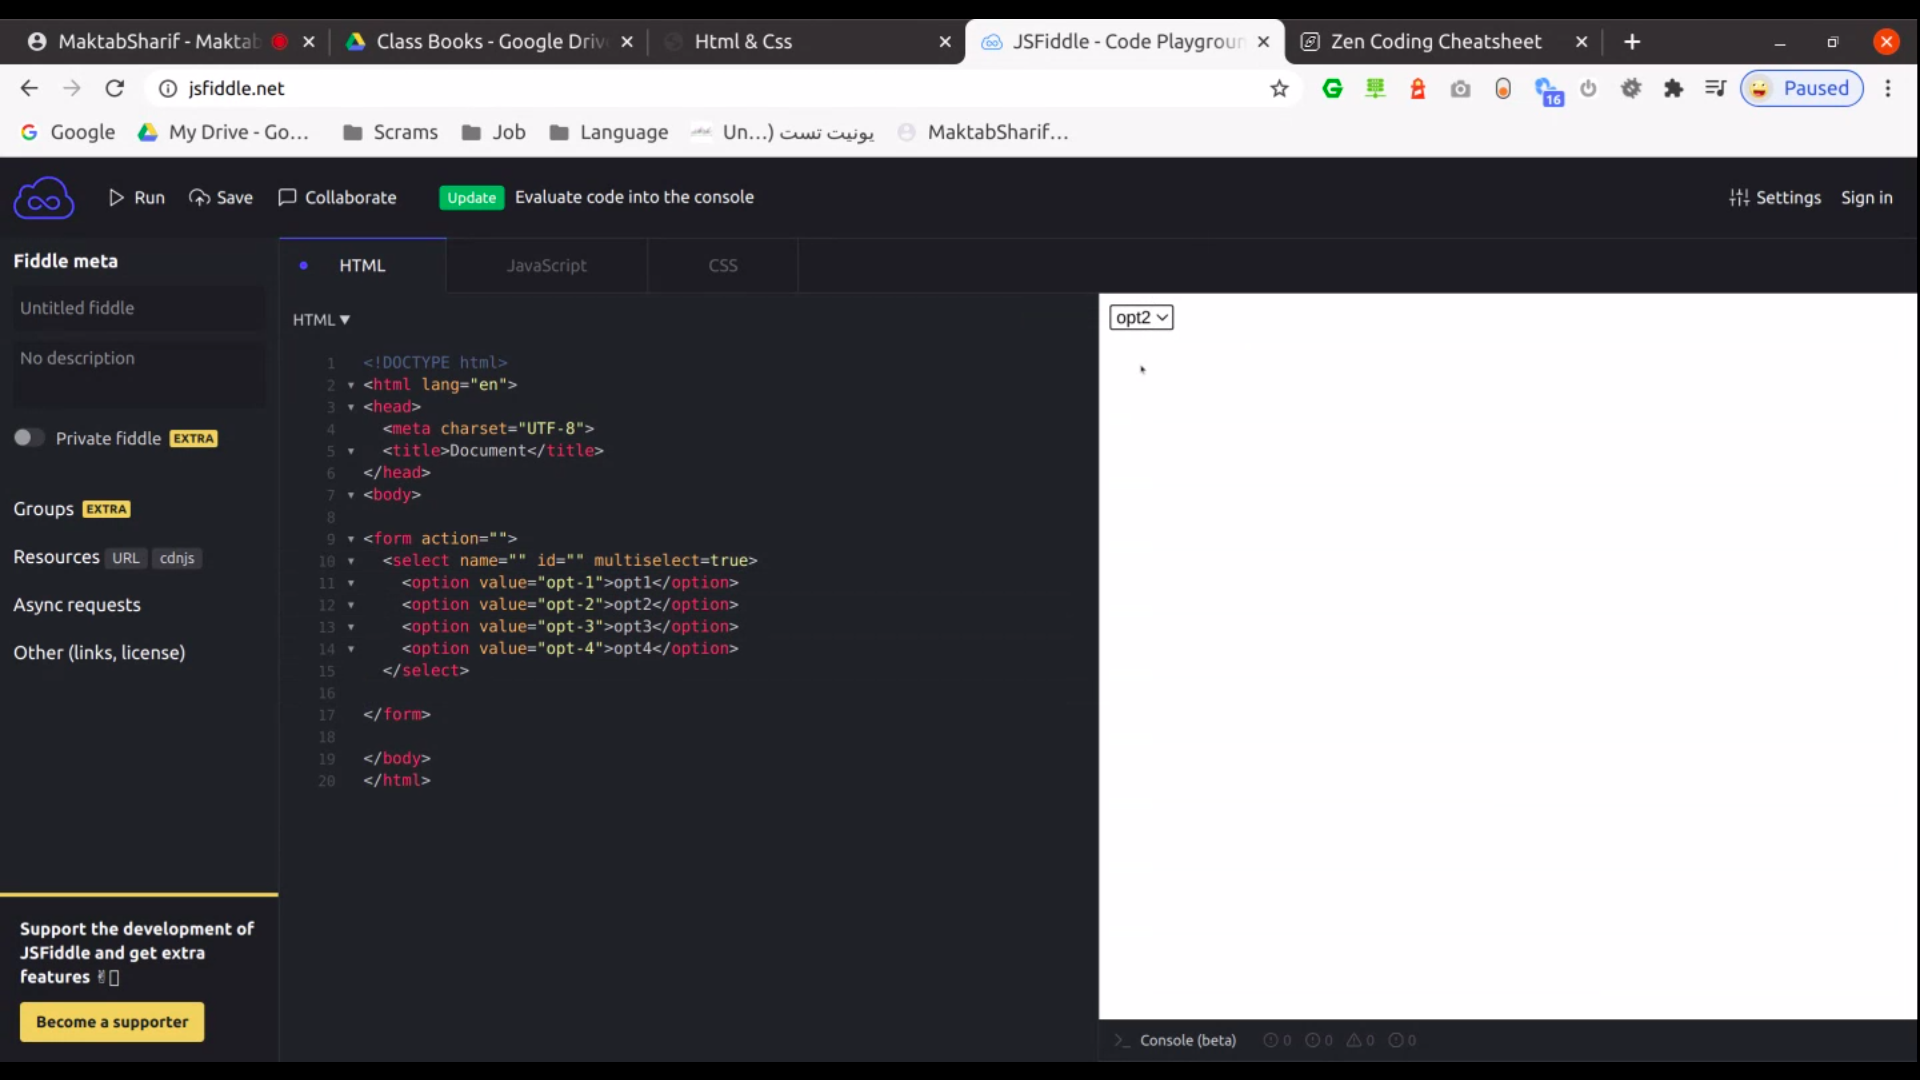 MaktabSharif - Maktab
Class Books - Google Drive
Html & Css
JSFiddle - Code Playgroun
Zen Coding Cheatsheet
jsfiddle.net
16
Paused
Google
My Drive - Go...
Scrams
Job
Language
Un...) یونیت تست
MaktabSharif...
Run
Save
Collaborate
Update
Evaluate code into the console
Settings
Sign in
Fiddle meta
Untitled fiddle
No description
Private fiddle EXTRA
Groups EXTRA
Resources URL cdnjs
Async requests
Other (links, license)
Support the development of
JSFiddle and get extra
features
Become a supporter
HTML
JavaScript
CSS
HTML
1 <!DOCTYPE html>
2 <html lang="en">
3 <head>
4 <meta charset="UTF-8">
5 <title>Document</title>
6 </head>
7 <body>
8
9 <form action="">
10 <select name="" id="" multiselect=true>
11 <option value="opt-1">opt1</option>
12 <option value="opt-2">opt2</option>
13 <option value="opt-3">opt3</option>
14 <option value="opt-4">opt4</option>
15 </select>
16
17 </form>
18
19 </body>
20 </html>
opt2
>_ Console (beta) 0 0 0 0